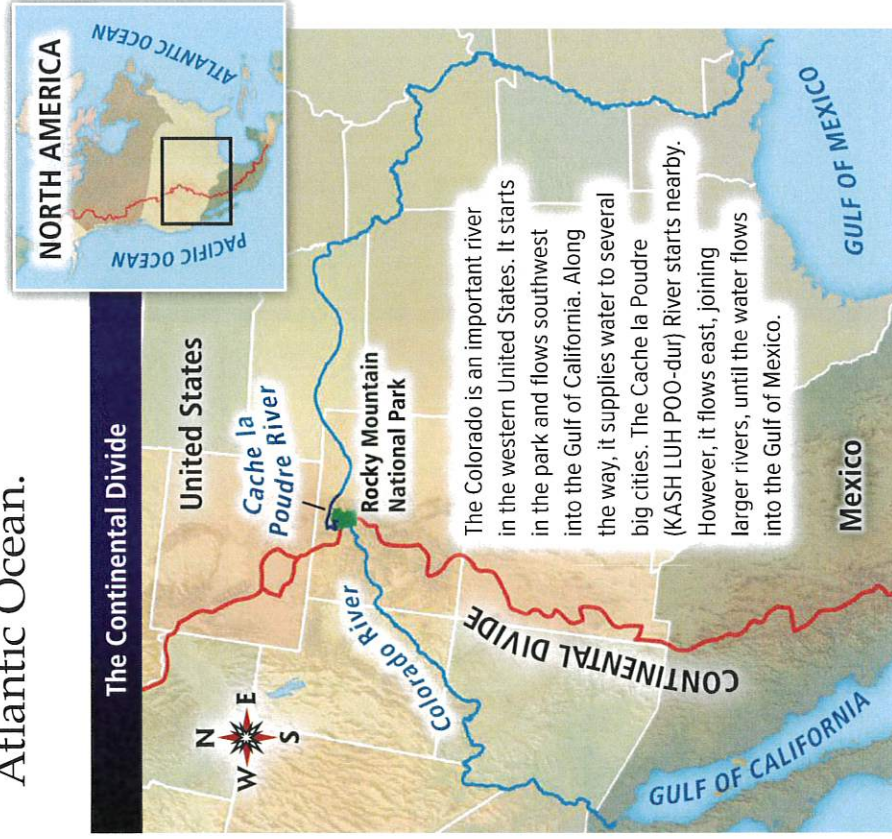 Atlantic Ocean.
The Continental Divide
NORTH AMERICA
PACIFIC OCEAN
ATLANTIC OCEAN
United States
Cache la
Poudre River
Rocky Mountain
National Park
N
W E
S
Colorado River
CONTINENTAL DIVIDE
The Colorado is an important river
in the western United States. It starts
in the park and flows southwest
into the Gulf of California. Along
the way, it supplies water to several
big cities. The Cache la Poudre
(KASH LUH POO-dur) River starts nearby.
However, it flows east, joining
larger rivers, until the water flows
into the Gulf of Mexico.
GULF OF CALIFORNIA
Mexico
GULF OF MEXICO